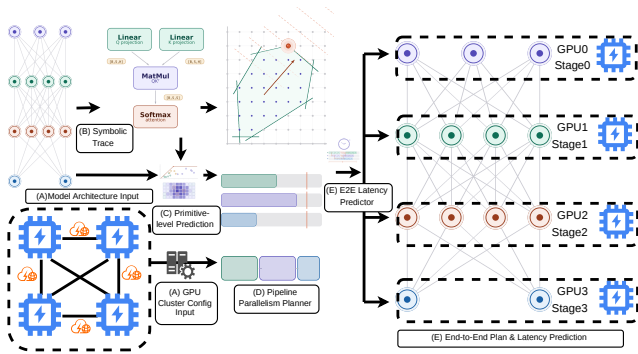 Linear
Q projection
Linear
K projection
[B,S,D]
[B,S,D]
MatMul
QKᵀ
[B,S,S]
Softmax
attention
(B) Symbolic
Trace
(A)Model Architecture Input
(C) Primitive-
level Prediction
(E) E2E Latency
Predictor
(A) GPU
Cluster Config
Input
(D) Pipeline
Parallelism Planner
GPU0
Stage0
GPU1
Stage1
GPU2
Stage2
GPU3
Stage3
(E) End-to-End Plan & Latency Prediction